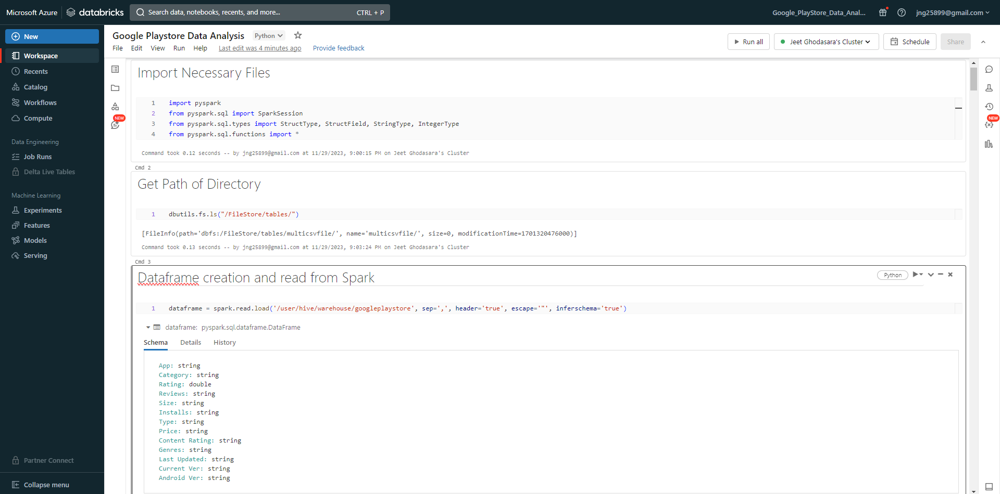 Microsoft Azure databricks Search data, notebooks, recents, and more... CTRL + P Google_PlayStore_Data_Anal... jng25899@gmail.com
New
Workspace
Recents
Catalog
Workflows
Compute
Data Engineering
Job Runs
Delta Live Tables
Machine Learning
Experiments
Features
Models
Serving
Partner Connect
Collapse menu
Google Playstore Data Analysis Python
File Edit View Run Help Last edit was 4 minutes ago Provide feedback
Run all Jeet Ghodasara's Cluster Schedule Share
NEW
NEW
Import Necessary Files
1 import pyspark
2 from pyspark.sql import SparkSession
3 from pyspark.sql.types import StructType, StructField, StringType, IntegerType
4 from pyspark.sql.functions import *
Command took 0.12 seconds -- by jng25899@gmail.com at 11/29/2023, 9:00:15 PM on Jeet Ghodasara's Cluster
Cmd 2
Get Path of Directory
1 dbutils.fs.ls("/FileStore/tables/")
[FileInfo(path='dbfs:/FileStore/tables/multicsvfile/', name='multicsvfile/', size=0, modificationTime=1701320476000)]
Command took 0.13 seconds -- by jng25899@gmail.com at 11/29/2023, 9:03:24 PM on Jeet Ghodasara's Cluster
Cmd 3
Dataframe creation and read from Spark
Python
1 dataframe = spark.read.load('/user/hive/warehouse/googleplaystore', sep=',', header='true', escape='"', inferschema='true')
dataframe: pyspark.sql.dataframe.DataFrame
Schema Details History
App: string
Category: string
Rating: double
Reviews: string
Size: string
Installs: string
Type: string
Price: string
Content Rating: string
Genres: string
Last Updated: string
Current Ver: string
Android Ver: string